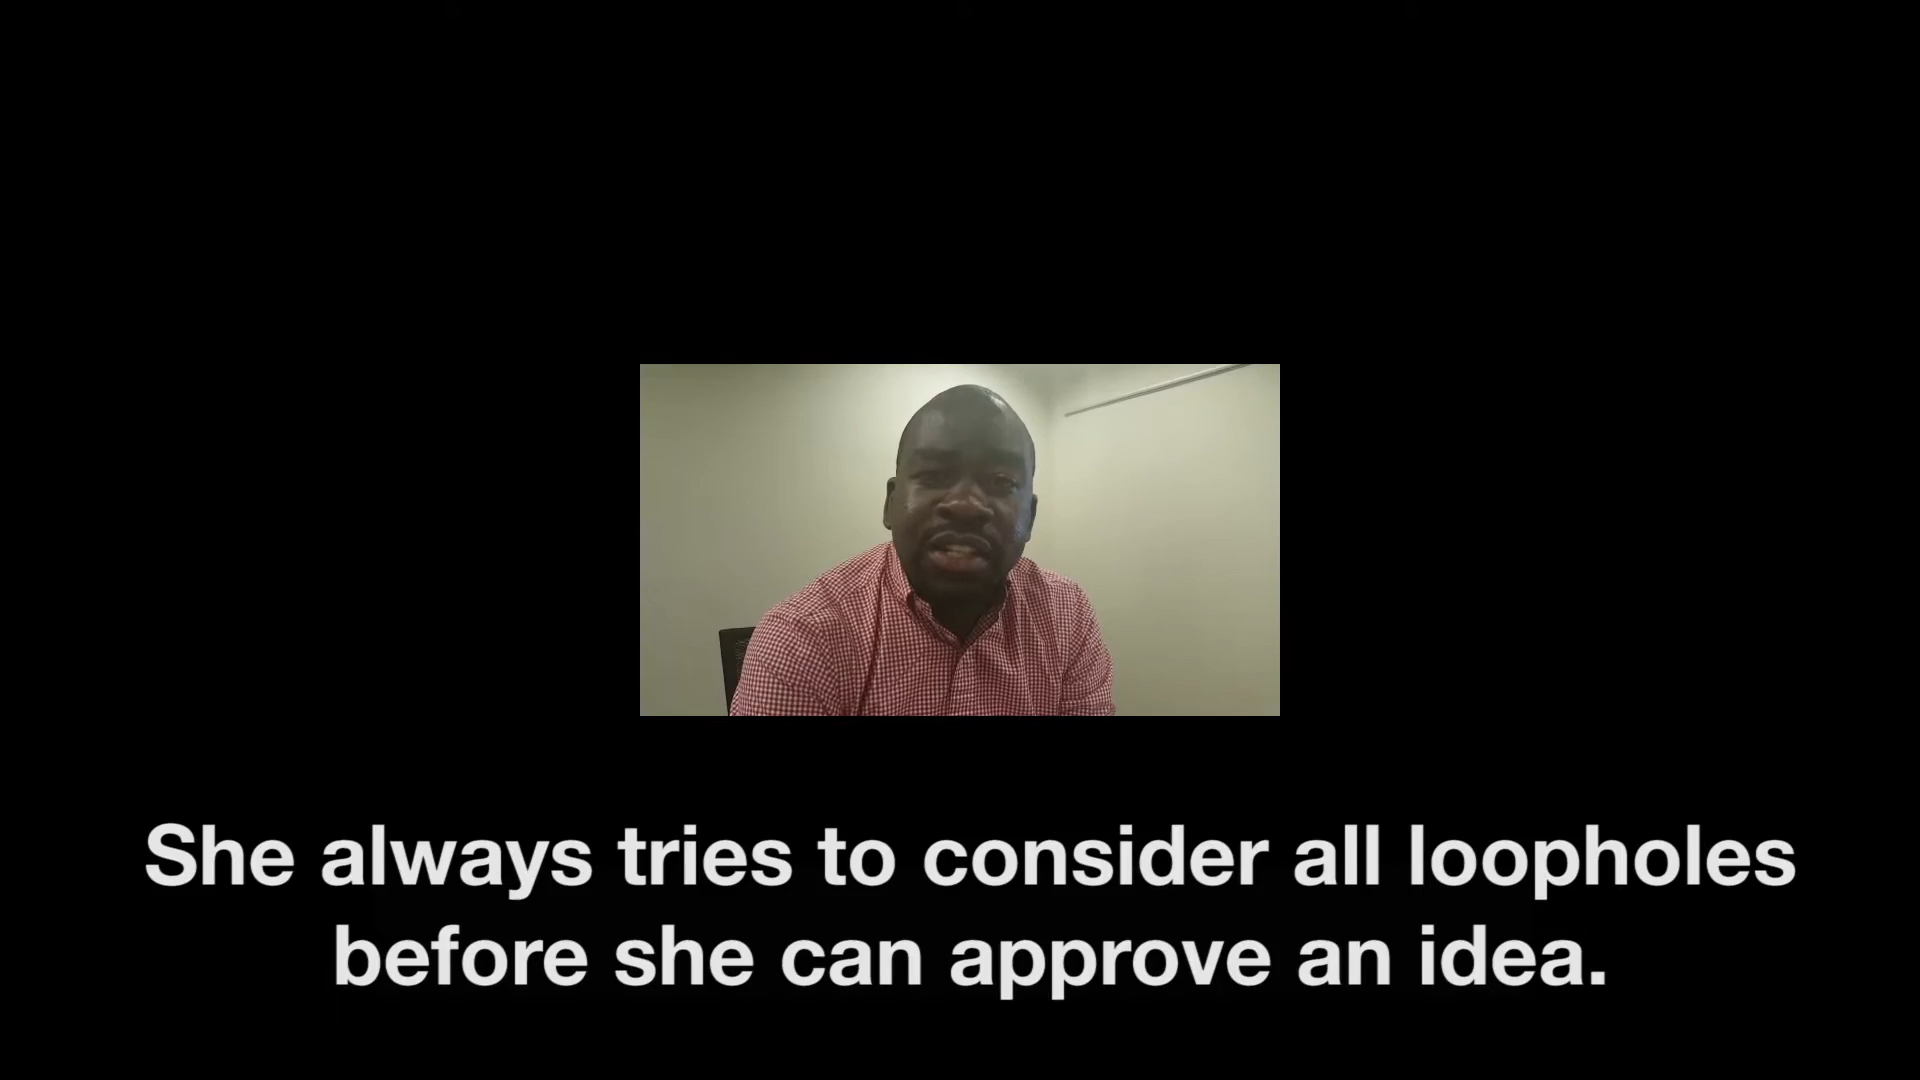 She always tries to consider all loopholes
before she can approve an idea.